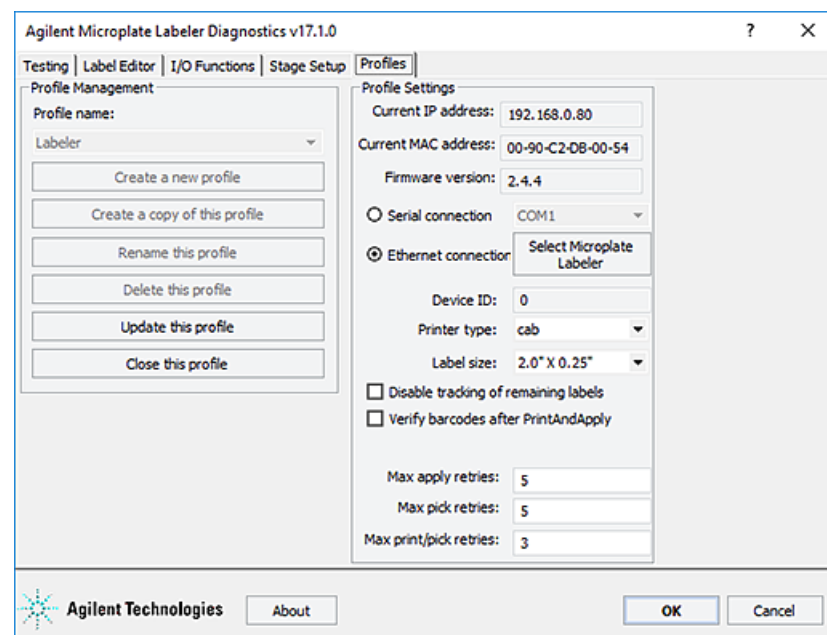 Agilent Microplate Labeler Diagnostics v17.1.0 ? X
Testing Label Editor I/O Functions Stage Setup Profiles
Profile Management
Profile name:
Labeler
Create a new profile
Create a copy of this profile
Rename this profile
Delete this profile
Update this profile
Close this profile
Profile Settings
Current IP address: 192.168.0.80
Current MAC address: 00-90-C2-DB-00-54
Firmware version: 2.4.4
Serial connection COM1
Ethernet connection Select Microplate
Labeler
Device ID: 0
Printer type: cab
Label size: 2.0" X 0.25"
Disable tracking of remaining labels
Verify barcodes after PrintAndApply
Max apply retries: 5
Max pick retries: 5
Max print/pick retries: 3
Agilent Technologies About OK Cancel